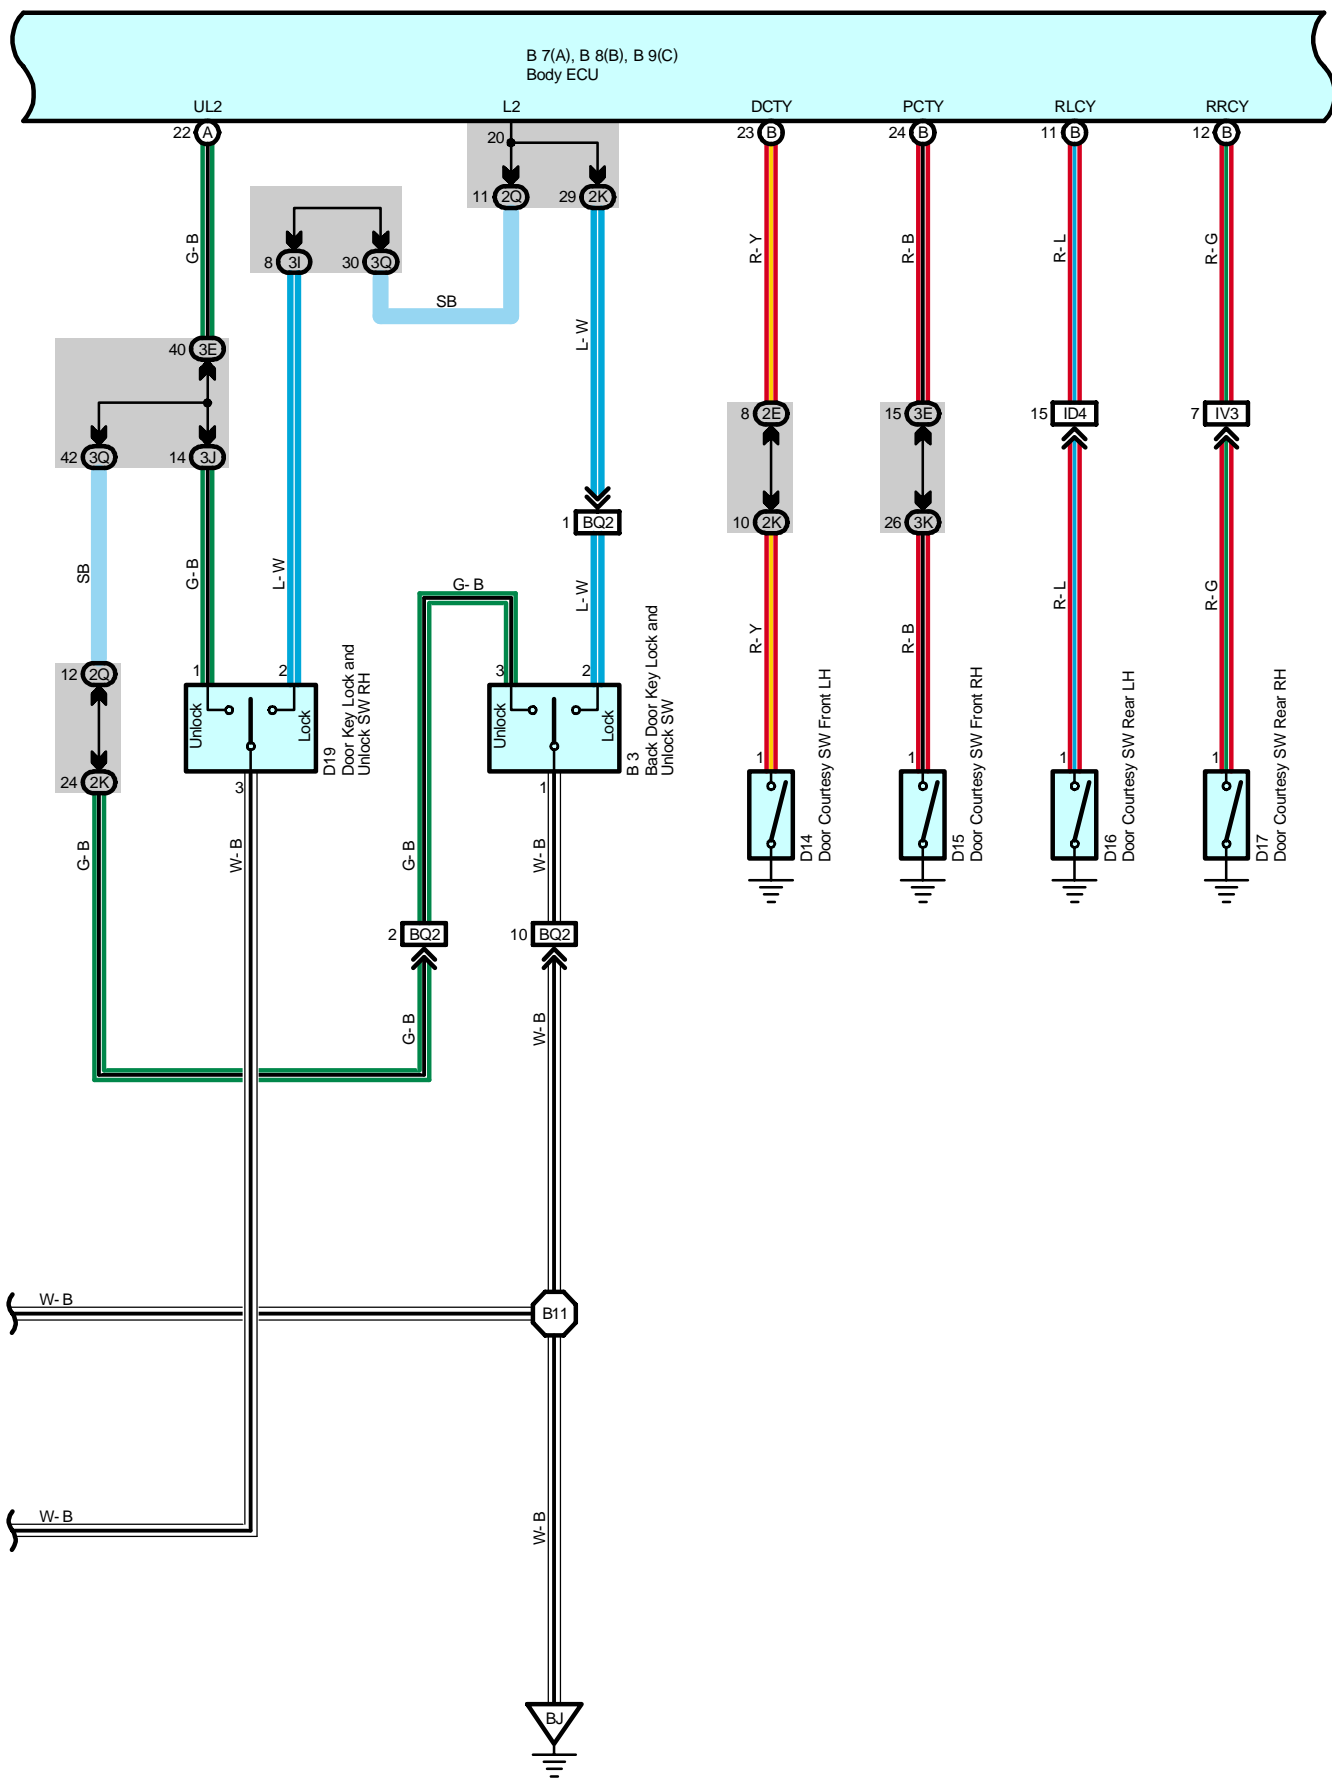 B 7(A), B 8(B), B 9(C)
Body ECU
UL2
L2
DCTY
PCTY
RLCY
RRCY
22 A
20
23 B
24 B
11 B
12 B
11 2Q
29 2K
8 3I
30 3Q
G- B
SB
L- W
R- Y
R- B
R- L
R- G
40 3E
42 3Q
14 3J
8 2E
15 3E
15 ID4
7 IV3
10 2K
26 3K
1 BQ2
SB
G- B
L- W
G- B
L- W
R- Y
R- B
R- L
R- G
12 2Q
24 2K
1
2
Unlock
Lock
3
D19
Door Key Lock and
Unlock SW RH
3
2
Unlock
Lock
1
B 3
Back Door Key Lock and
Unlock SW
1
D14
Door Courtesy SW Front LH
1
D15
Door Courtesy SW Front RH
1
D16
Door Courtesy SW Rear LH
1
D17
Door Courtesy SW Rear RH
G- B
W- B
G- B
W- B
2 BQ2
10 BQ2
G- B
W- B
W- B
B11
W- B
W- B
BJ